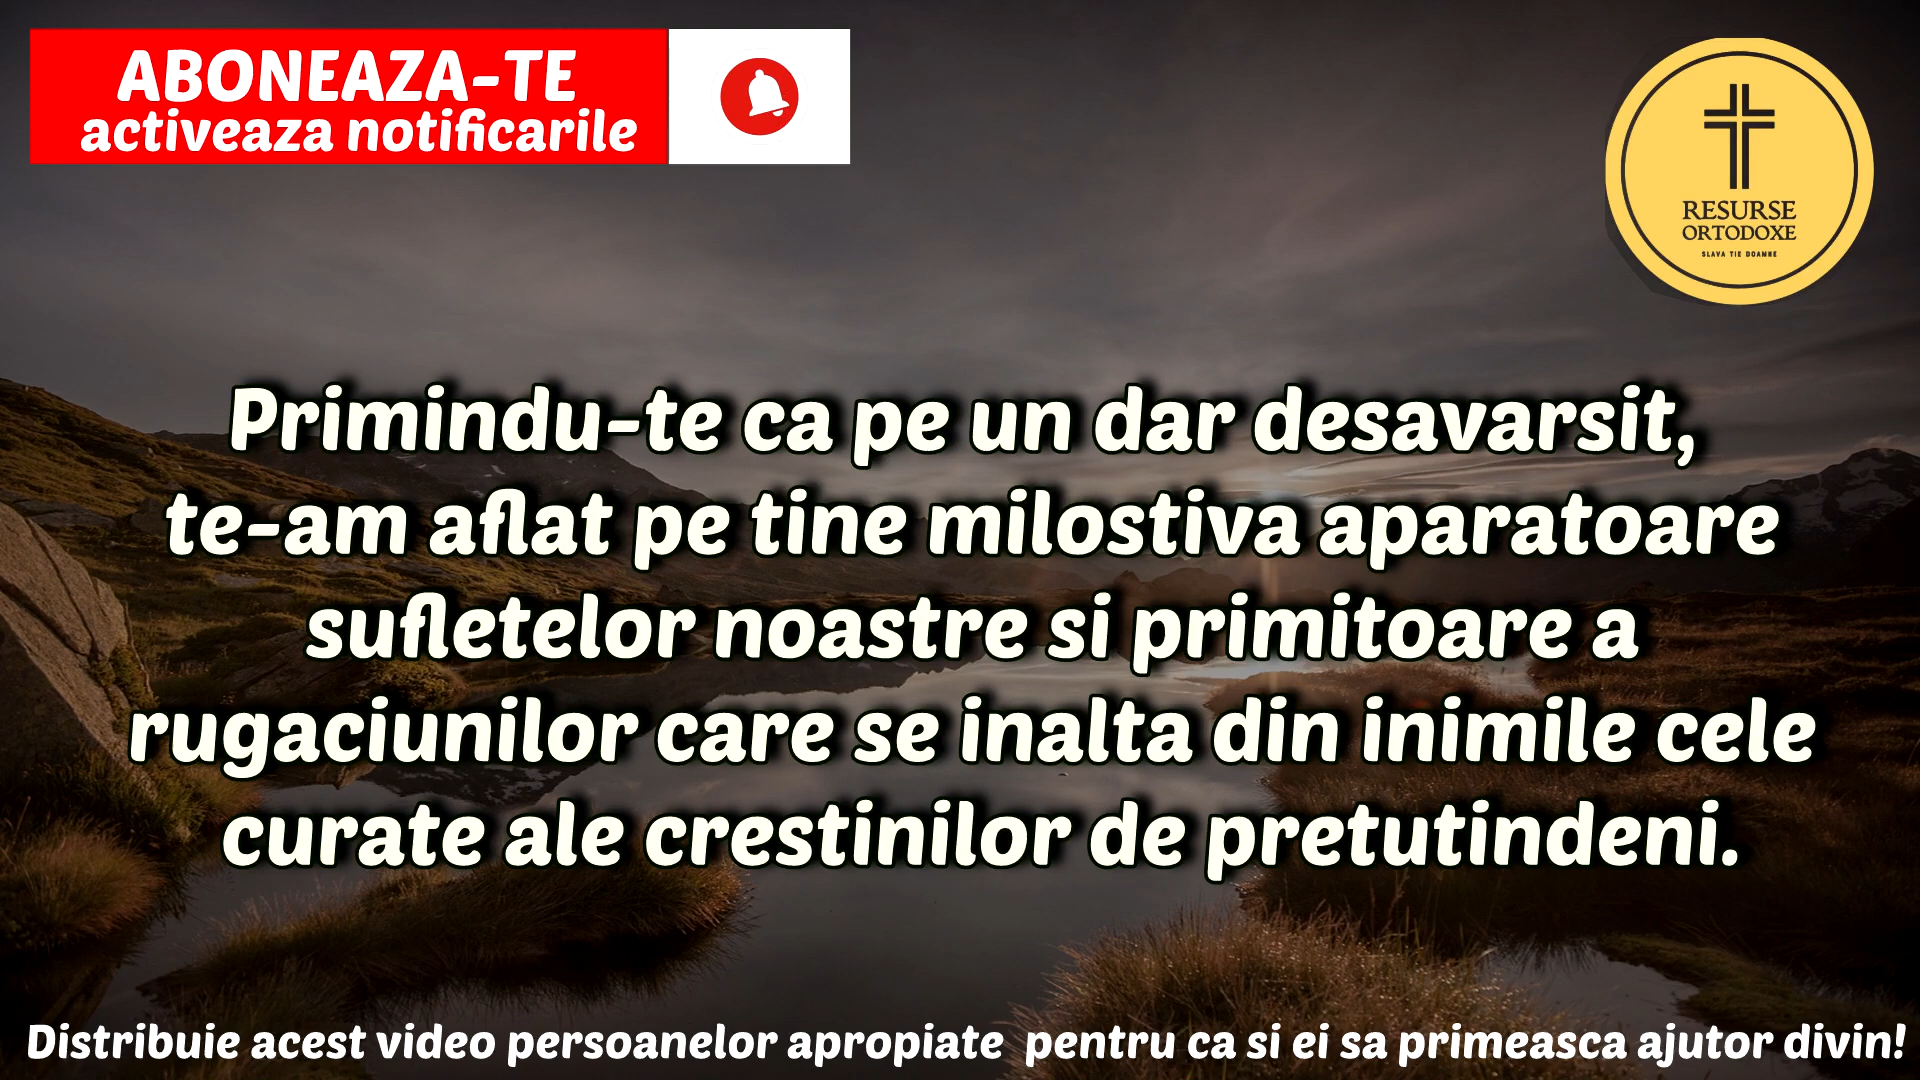 ABONEAZA-TE
activeaza notificarile
RESURSE
ORTODOXE
SLAVA TIE DOAMNE
Primindu-te ca pe un dar desavarsit,
te-am aflat pe tine milostiva aparatoare
sufletelor noastre si primitoare a
rugaciunilor care se inalta din inimile cele
curate ale crestinilor de pretutindeni.
Distribuie acest video persoanelor apropiate pentru ca si ei sa primeasca ajutor divin!